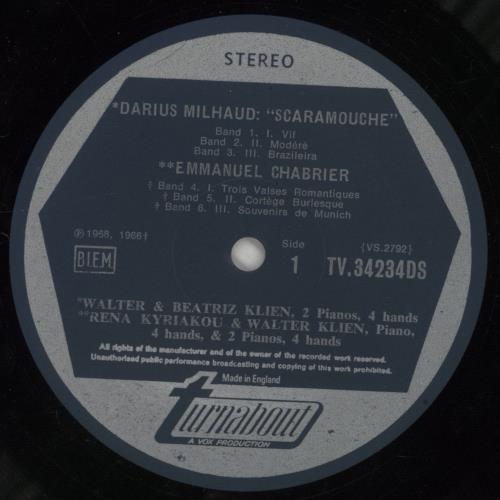 STEREO
*DARIUS MILHAUD: “SCARAMOUCHE”
Band 1. I. Vif
Band 2. II. Modéré
Band 3. III. Brazileira
**EMMANUEL CHABRIER
† Band 4. I. Trois Valses Romantiques
† Band 5. II. Cortège Burlesque
† Band 6. III. Souvenirs de Munich
℗ 1968, 1966†
B.I.E.M.
Side
1
(VS.2792)
TV.34234DS
*WALTER & BEATRIZ KLIEN, 2 Pianos, 4 hands
**RENA KYRIAKOU & WALTER KLIEN, Piano,
4 hands, & 2 Pianos, 4 hands
All rights of the manufacturer and of the owner of the recorded work reserved.
Unauthorised public performance broadcasting and copying of this work prohibited.
Made in England
turnabout
A VOX PRODUCTION